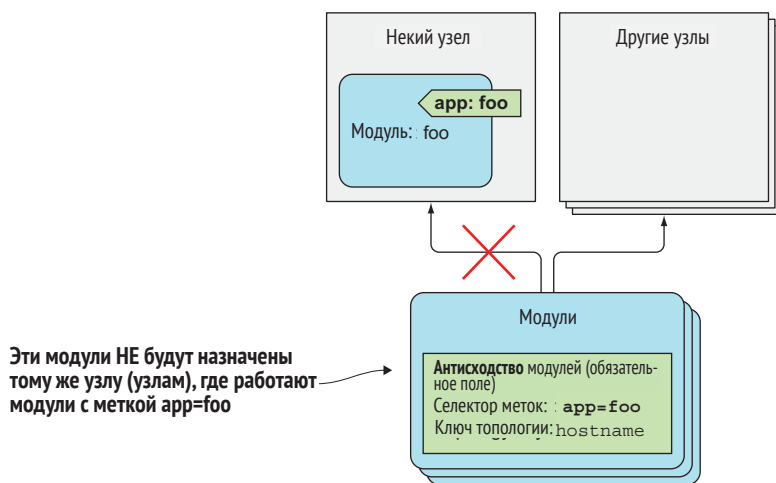 Некий узел
Другие узлы
app: foo
Модуль: foo
Модули
Эти модули НЕ будут назначены
тому же узлу (узлам), где работают
модули с меткой app=foo
Антисходство модулей (обязатель-
ное поле)
Селектор меток: app=foo
Ключ топологии: hostname